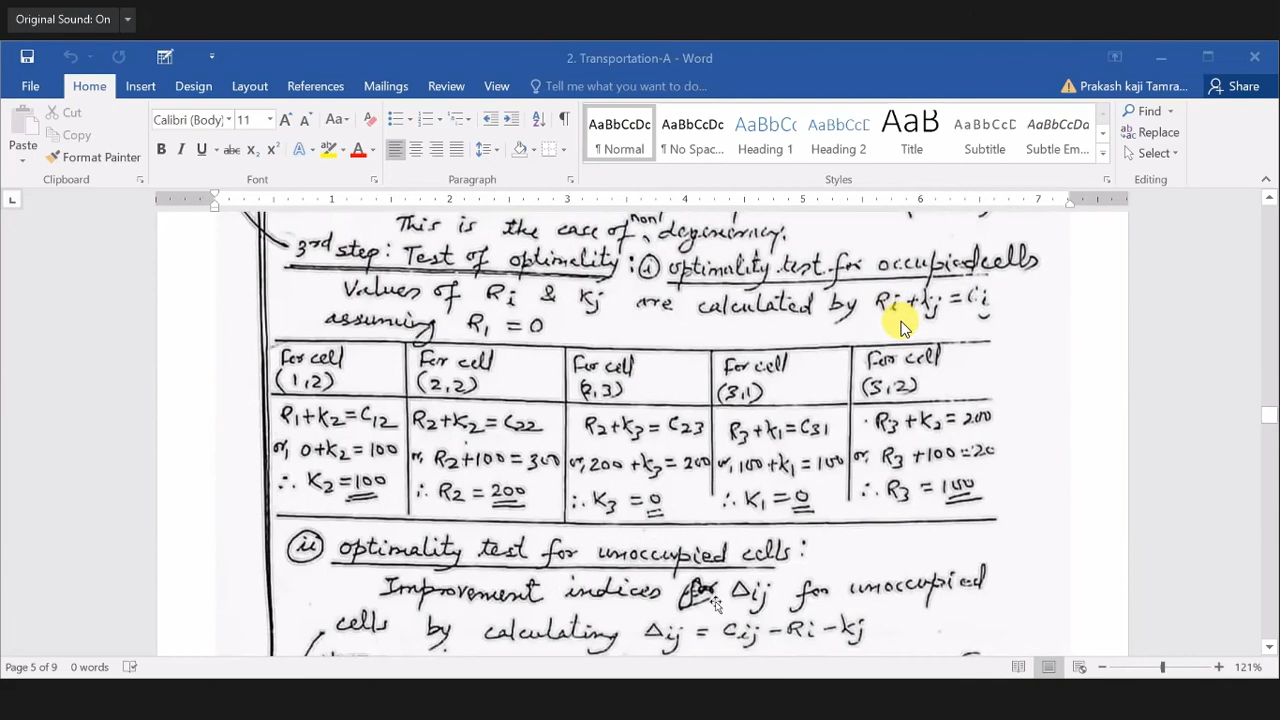 Original Sound: On
2. Transportation-A - Word
File Home Insert Design Layout References Mailings Review View Tell me what you want to do... Prakash kaji Tamra... Share
Paste Cut Copy Format Painter
Calibri (Body) 11
AaBbCcDc AaBbCcDc AaBbCc AaBbCcD AaB AaBbCcD AaBbCcDa
¶ Normal ¶ No Spac... Heading 1 Heading 2 Title Subtitle Subtle Em...
Find Replace Select
Clipboard Font Paragraph Styles Editing
1 2 3 4 5 6 7
This is the case of non degeneracy.
3rd step: Test of optimality: (i) optimality test for occupied cells
Values of Ri & Kj are calculated by Ri + Kj = Cij
assuming R1 = 0
For cell (1,2) For cell (2,2) For cell (2,3) For cell (3,1) For cell (3,2)
R1+K2=C12 R2+K2=C22 R2+K3=C23 R3+K1=C31 R3+K2=200
or, 0+K2=100 or, R2+100=300 or, 200+K3=200 or, 100+K1=100 or, R3+100=20
∴ K2=100 ∴ R2=200 ∴ K3=0 ∴ K1=0 ∴ R3=100
(ii) optimality test for unoccupied cells:
Improvement indices Δij for unoccupied
cells by calculating Δij = Cij - Ri - Kj
Page 5 of 9 0 words 121%